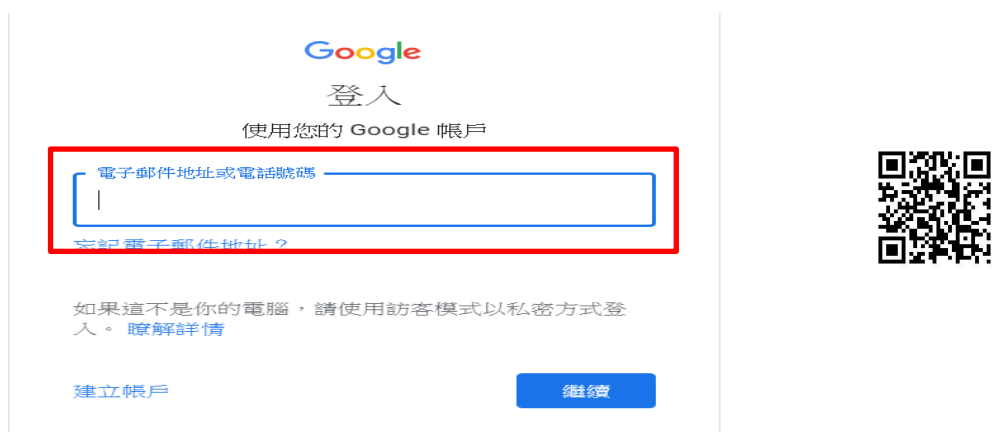 Google
登入
使用您的 Google 帳戶
電子郵件地址或電話號碼
忘記電子郵件地址？
如果這不是你的電腦，請使用訪客模式以私密方式登
入。瞭解詳情
建立帳戶
繼續